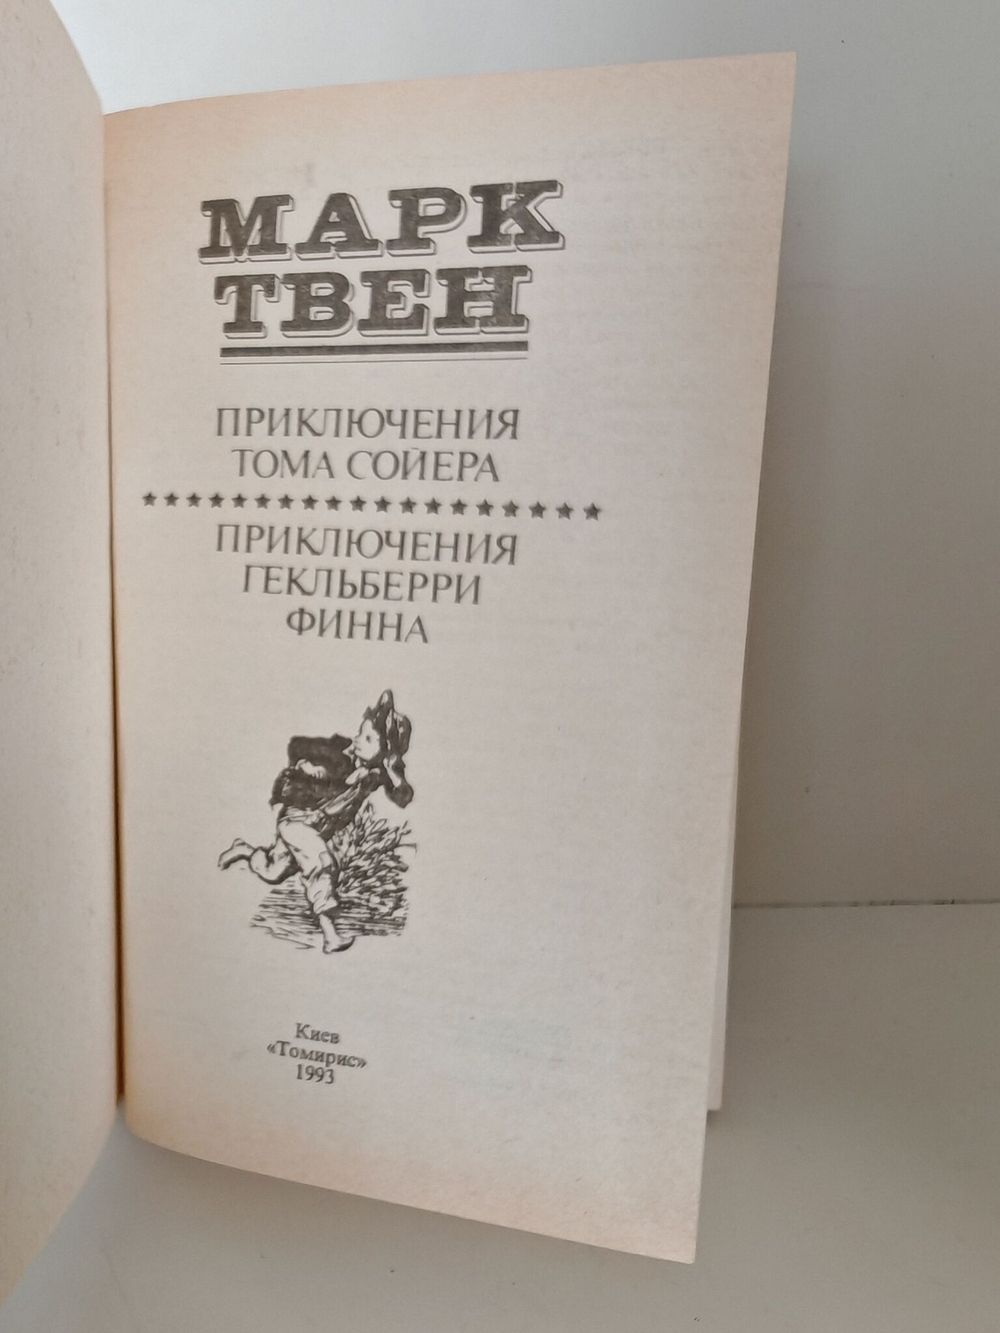 МАРК
ТВЕН
ПРИКЛЮЧЕНИЯ
ТОМА СОЙЕРА
ПРИКЛЮЧЕНИЯ
ГЕКЛЬБЕРРИ
ФИННА
Киев
«Томирис»
1993